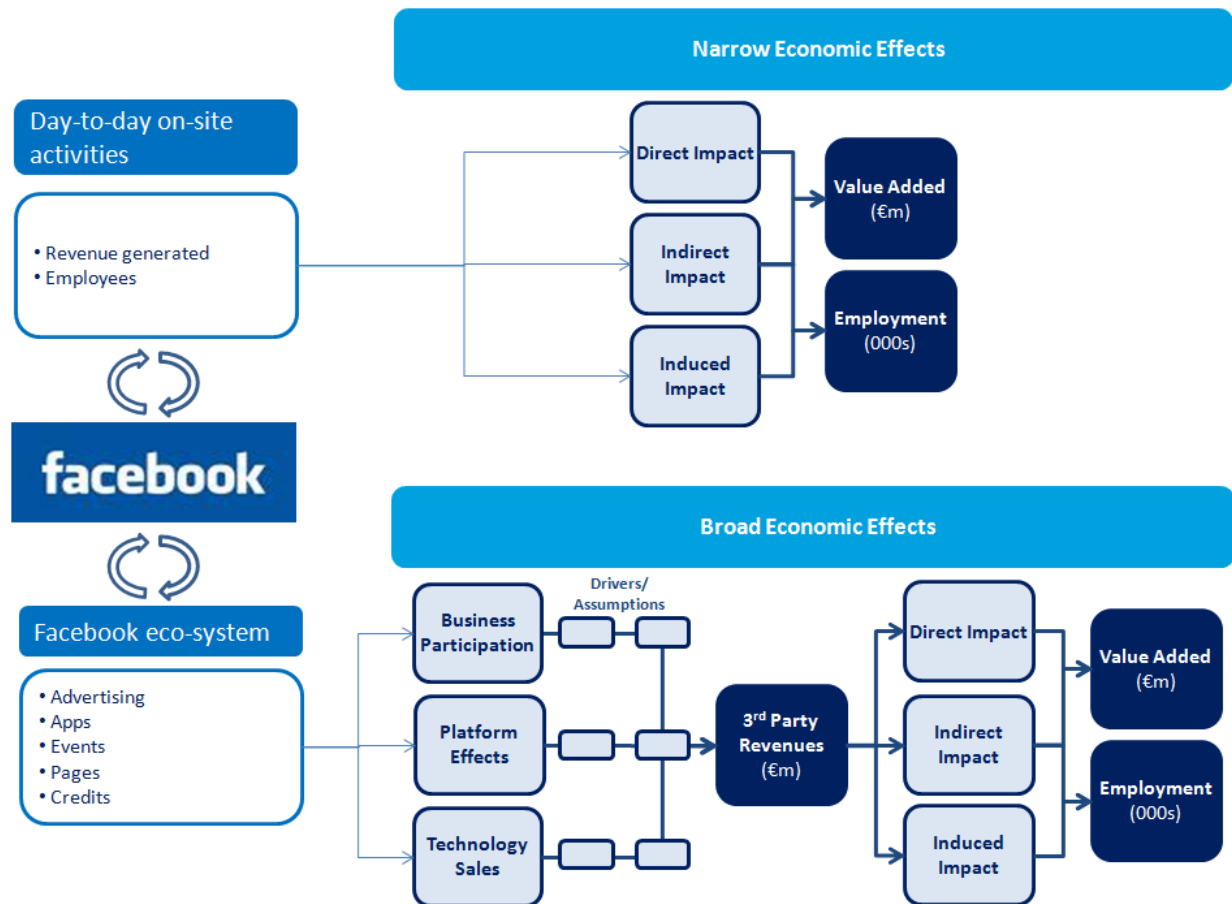 Narrow Economic Effects
Day-to-day on-site
activities
• Revenue generated
• Employees
Direct Impact
Indirect
Impact
Induced
Impact
Value Added
(€m)
Employment
(000s)
facebook
Broad Economic Effects
Facebook eco-system
• Advertising
• Apps
• Events
• Pages
• Credits
Business
Participation
Platform
Effects
Technology
Sales
Drivers/
Assumptions
3rd Party
Revenues
(€m)
Direct Impact
Indirect
Impact
Induced
Impact
Value Added
(€m)
Employment
(000s)